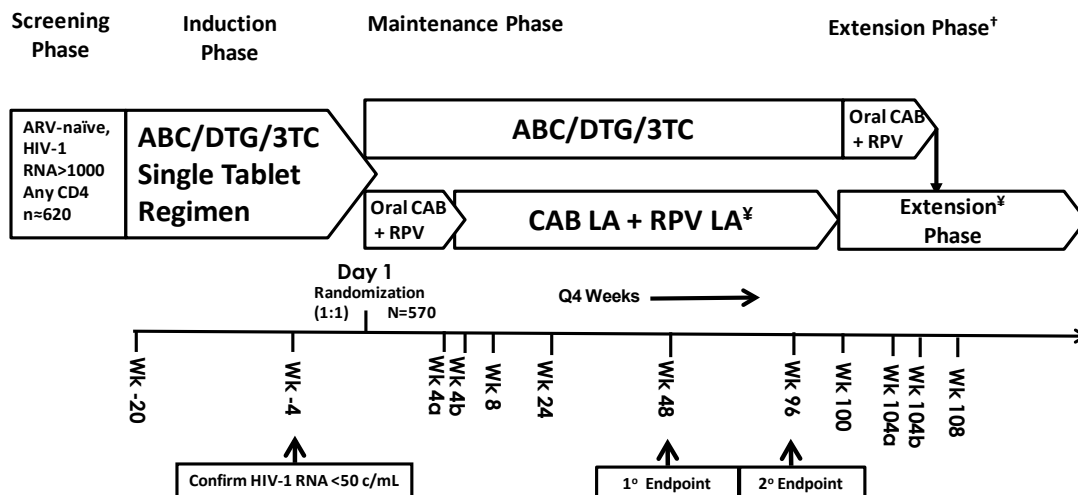 Screening
Phase
Induction
Phase
Maintenance Phase
Extension Phase†
ARV-naïve,
HIV-1
RNA>1000
Any CD4
n≈620
ABC/DTG/3TC
Single Tablet
Regimen
ABC/DTG/3TC
Oral CAB
+ RPV
Oral CAB
+ RPV
CAB LA + RPV LA¥
Extension¥
Phase
Day 1
Randomization
(1:1) N=570
Q4 Weeks
Wk -20
Wk -4
Wk 4a
Wk 4b
Wk 8
Wk 24
Wk 48
Wk 96
Wk 100
Wk 104a
Wk 104b
Wk 108
Confirm HIV-1 RNA <50 c/mL
1º Endpoint
2º Endpoint